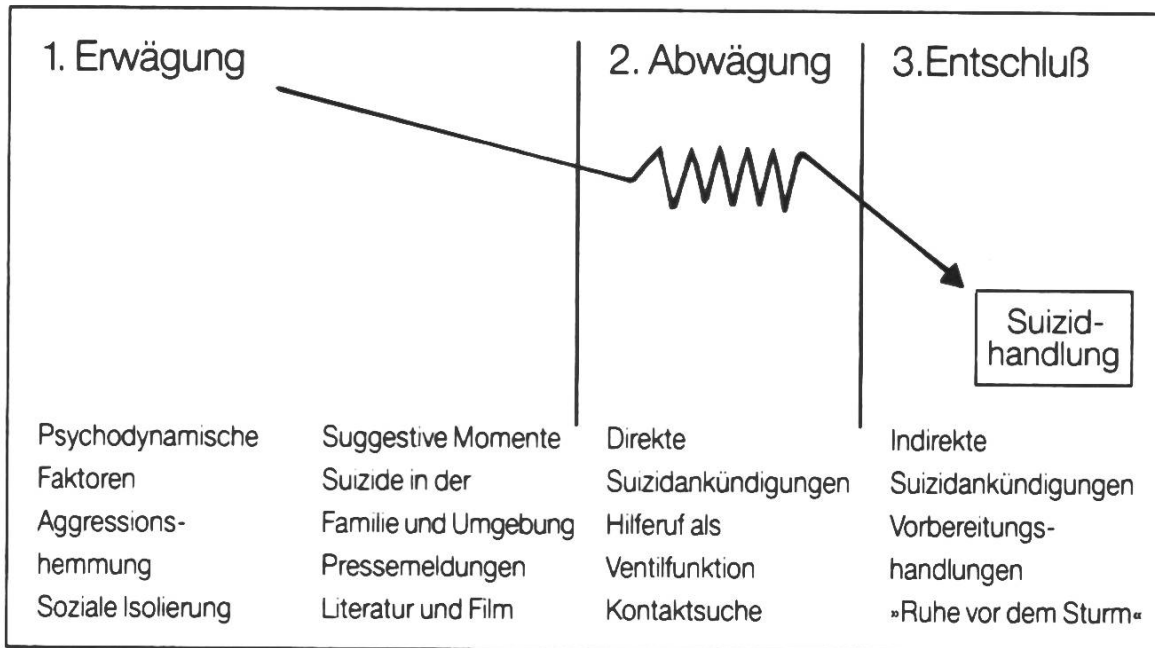 1. Erwägung
2. Abwägung
3.Entschluß
Suizid-
handlung
Psychodynamische
Faktoren
Aggressions-
hemmung
Soziale Isolierung
Suggestive Momente
Suizide in der
Familie und Umgebung
Pressemeldungen
Literatur und Film
Direkte
Suizidankündigungen
Hilferuf als
Ventilfunktion
Kontaktsuche
Indirekte
Suizidankündigungen
Vorbereitungs-
handlungen
»Ruhe vor dem Sturm«